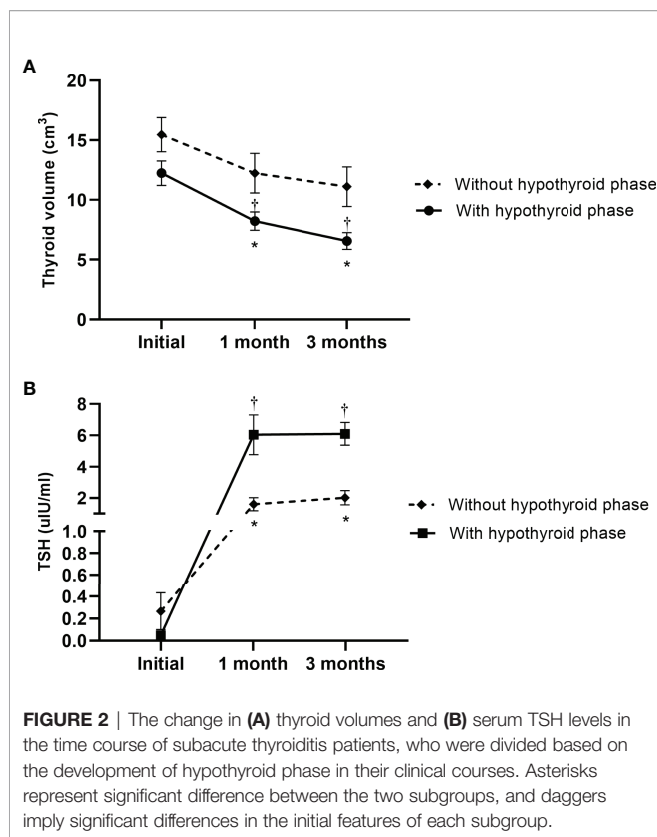 A
20
15
10
5
0
Thyroid volume (cm³)
† †
* *
Initial 1 month 3 months
Without hypothyroid phase
With hypothyroid phase
B
8
6
4
2
1.0
0.8
0.6
0.4
0.2
0.0
TSH (uIU/ml)
† †
* *
Initial 1 month 3 months
Without hypothyroid phase
With hypothyroid phase
FIGURE 2 | The change in (A) thyroid volumes and (B) serum TSH levels in
the time course of subacute thyroiditis patients, who were divided based on
the development of hypothyroid phase in their clinical courses. Asterisks
represent significant difference between the two subgroups, and daggers
imply significant differences in the initial features of each subgroup.